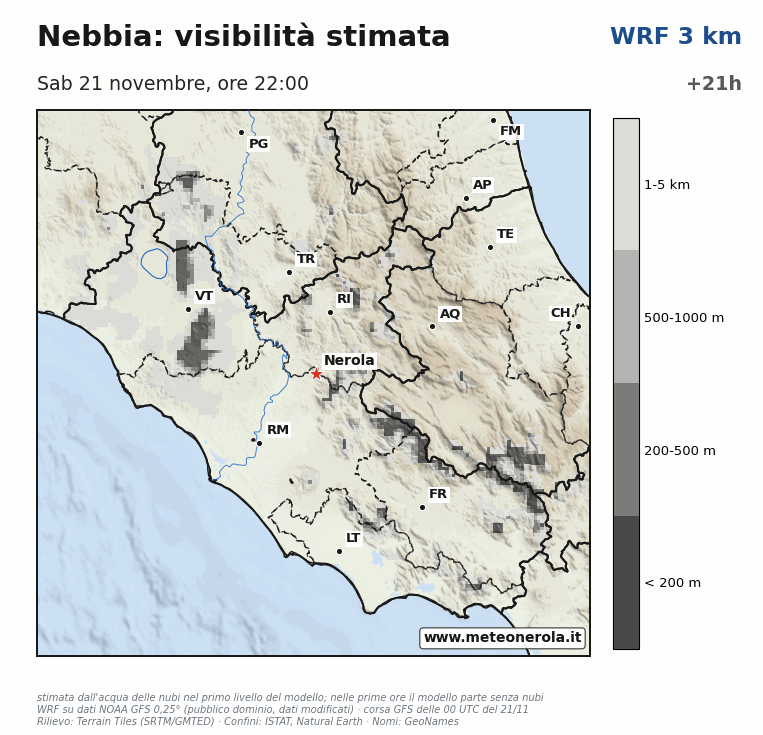 Nebbia: visibilità stimata
WRF 3 km
Sab 21 novembre, ore 22:00
+21h
FM
PG
AP
TE
TR
VT
RI
AQ
CH
Nerola
RM
FR
LT
www.meteonerola.it
1-5 km
500-1000 m
200-500 m
< 200 m
stimata dall'acqua delle nubi nel primo livello del modello; nelle prime ore il modello parte senza nubi
WRF su dati NOAA GFS 0,25° (pubblico dominio, dati modificati) · corsa GFS delle 00 UTC del 21/11
Rilievo: Terrain Tiles (SRTM/GMTED) · Confini: ISTAT, Natural Earth · Nomi: GeoNames